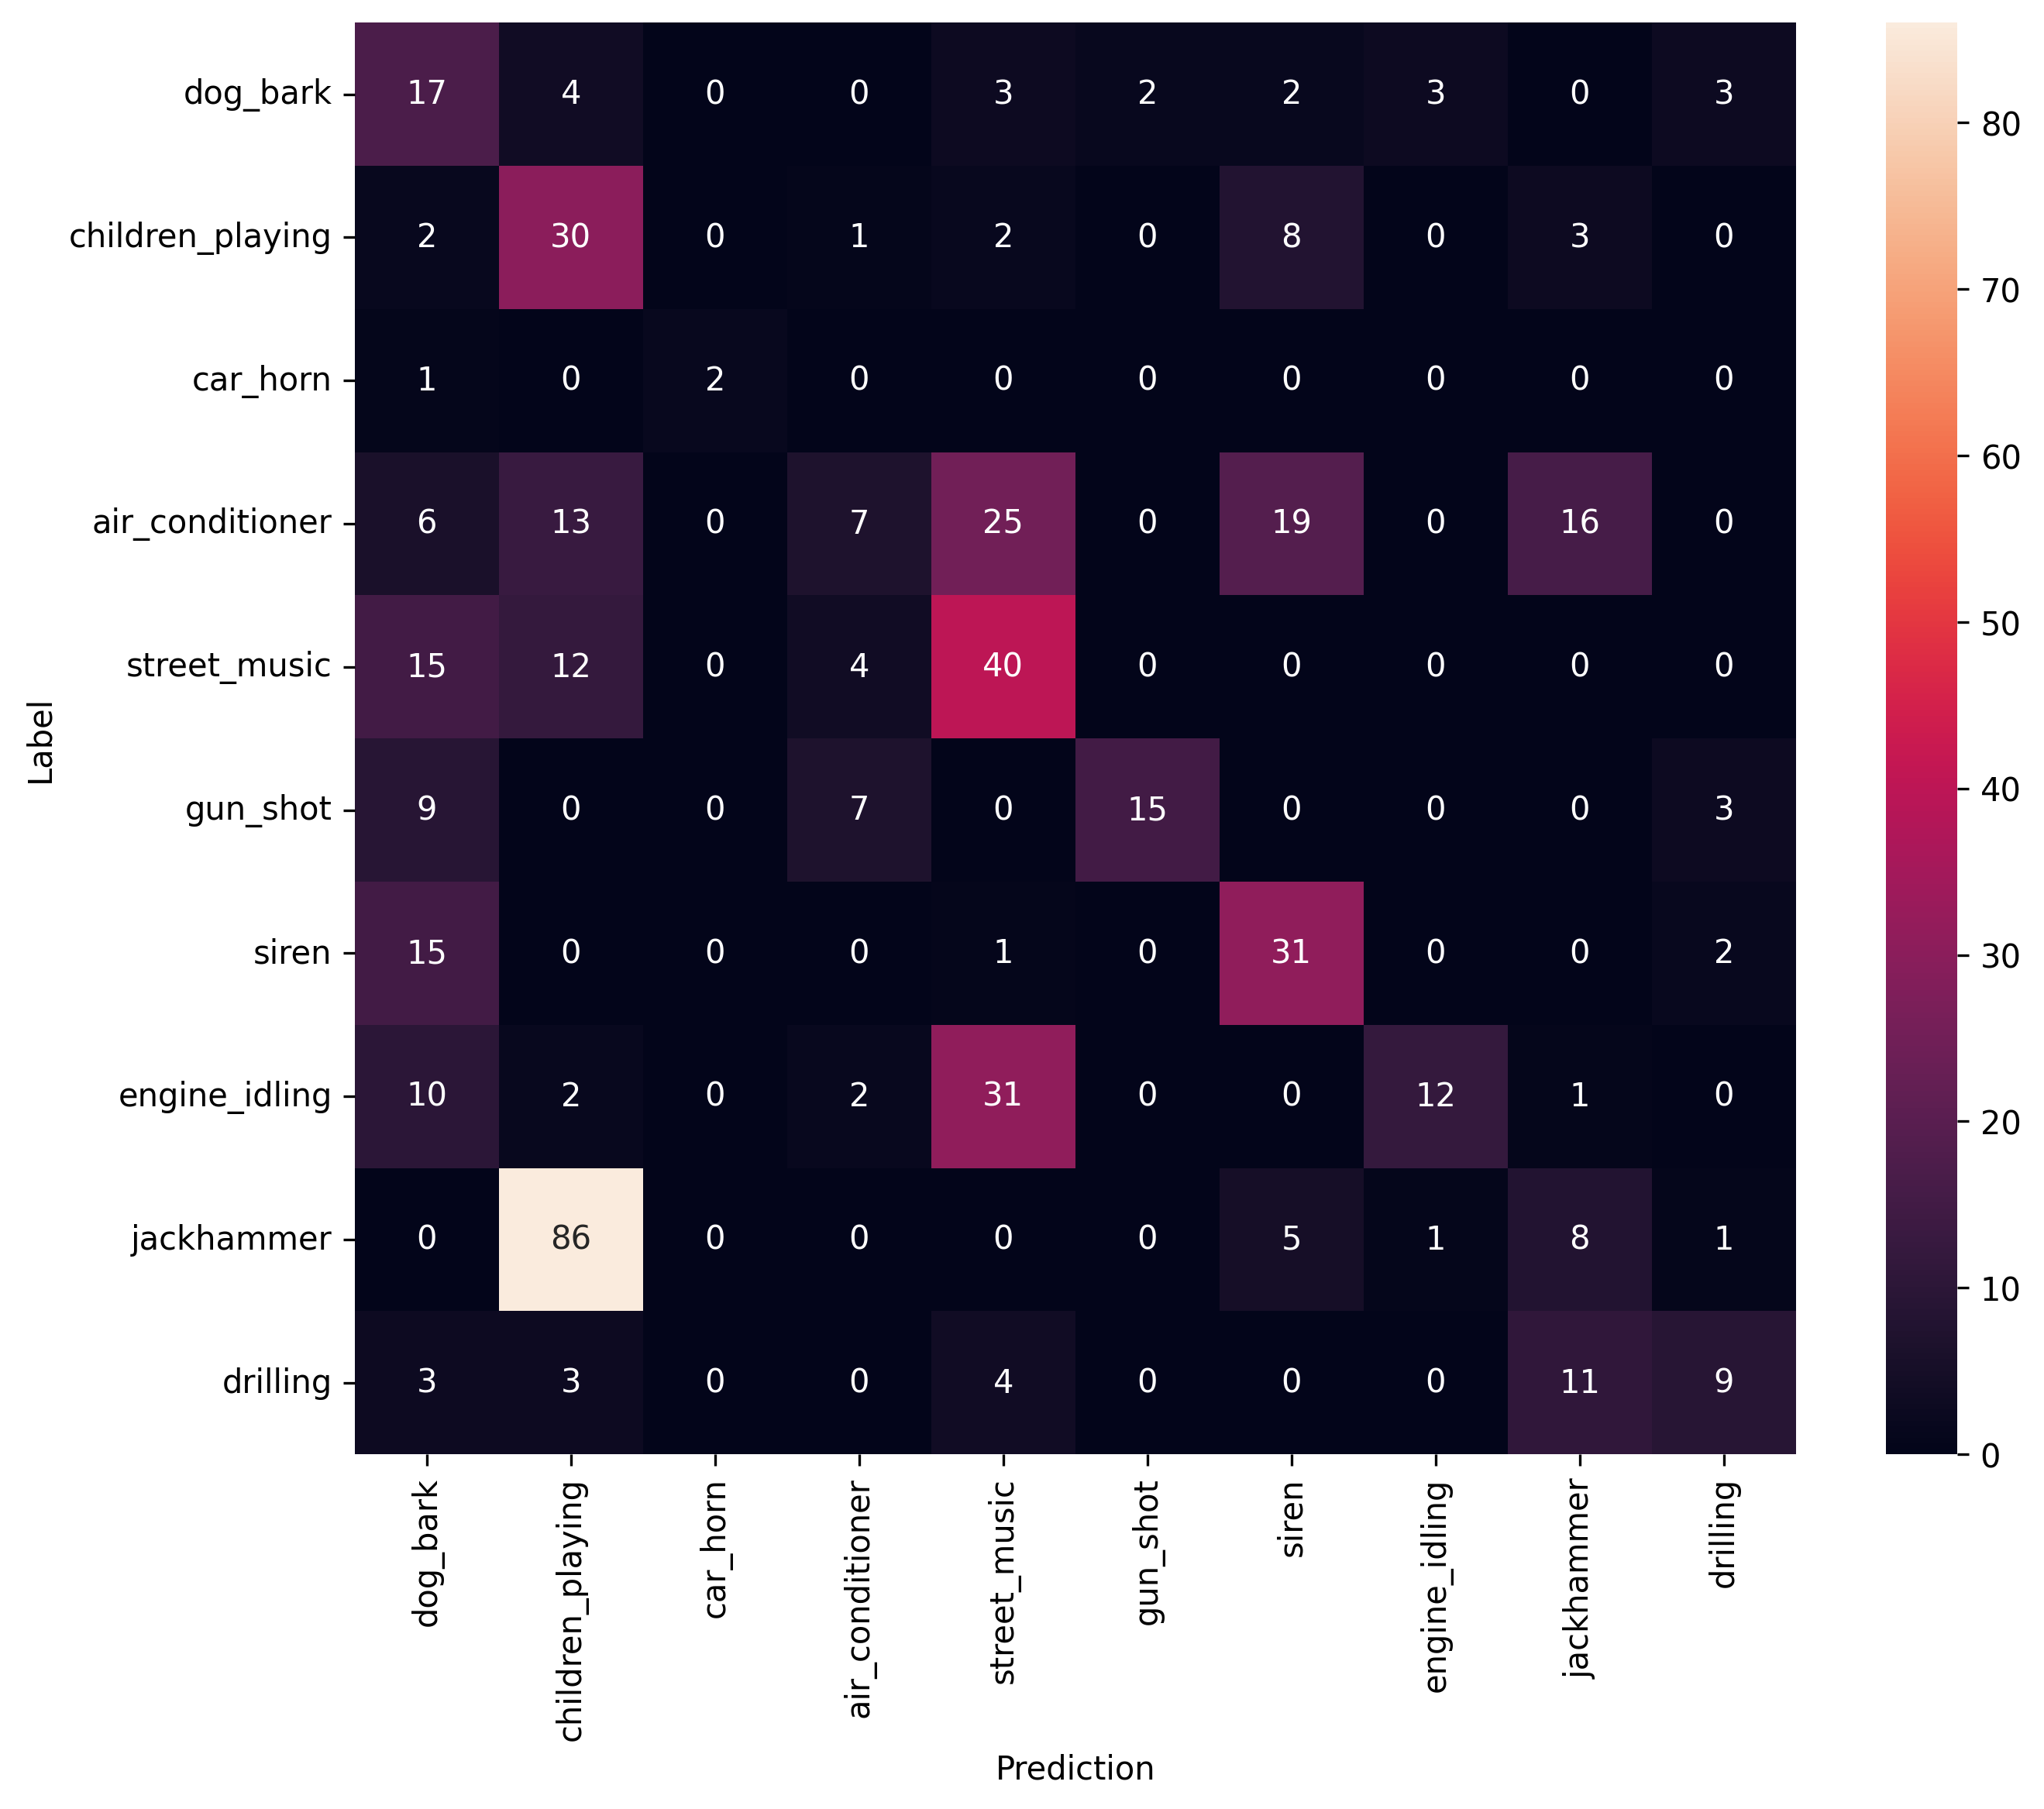 dog_bark 17 4 0 0 3 2 2 3 0 3
children_playing 2 30 0 1 2 0 8 0 3 0
car_horn 1 0 2 0 0 0 0 0 0 0
air_conditioner 6 13 0 7 25 0 19 0 16 0
street_music 15 12 0 4 40 0 0 0 0 0
gun_shot 9 0 0 7 0 15 0 0 0 3
siren 15 0 0 0 1 0 31 0 0 2
engine_idling 10 2 0 2 31 0 0 12 1 0
jackhammer 0 86 0 0 0 0 5 1 8 1
drilling 3 3 0 0 4 0 0 0 11 9
Label
dog_bark
children_playing
car_horn
air_conditioner
street_music
gun_shot
siren
engine_idling
jackhammer
drilling
Prediction
80
70
60
50
40
30
20
10
0